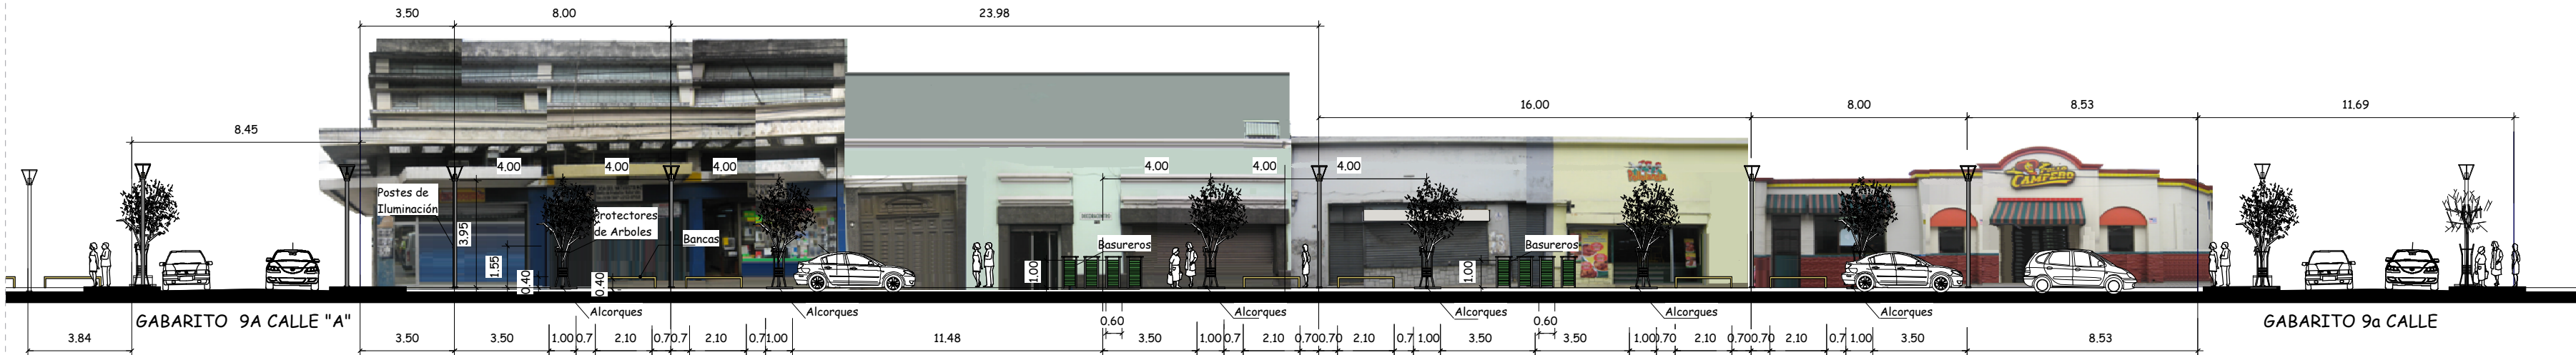 3.50 8.00 23.98
16.00 8.00 8.53 11.69
8.45
4.00 4.00 4.00 4.00 4.00 4.00
Postes de
Iluminación
Protectores
de Arboles
Bancas
Basureros
Basureros
CAMPERO
3.95
1.55
0.40
0.40
1.00
1.00
Alcorques Alcorques Alcorques Alcorques Alcorques Alcorques
GABARITO 9A CALLE "A"
GABARITO 9a CALLE
0.60 0.60
3.84 3.50 3.50 1.00 0.7 2.10 0.70 0.7 2.10 0.7 1.00 11.48 3.50 1.00 0.7 2.10 0.70 0.70 2.10 0.7 1.00 3.50 3.50 1.00 0.70 2.10 0.70 0.70 2.10 0.7 1.00 3.50 8.53